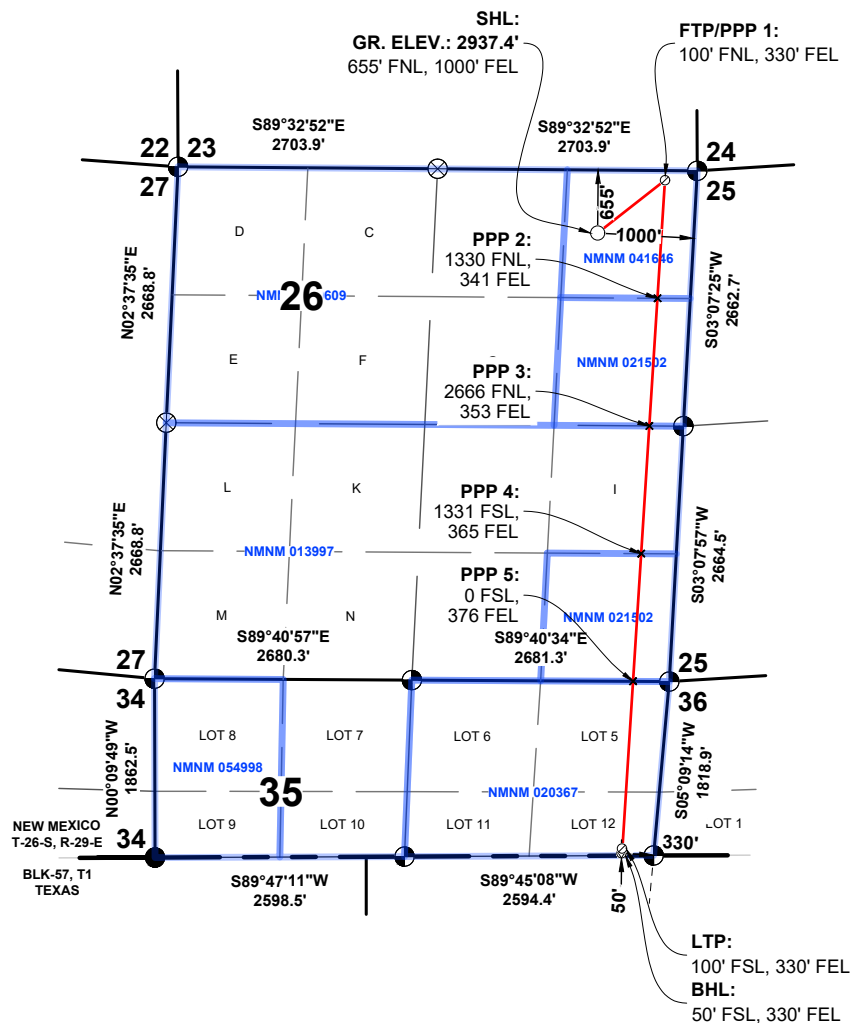 SHL:
GR. ELEV.: 2937.4'
655' FNL, 1000' FEL
FTP/PPP 1:
100' FNL, 330' FEL
S89°32'52"E
2703.9'
S89°32'52"E
2703.9'
22 23
27
24
25
N02°37'35"E
2668.8'
D
C
655'
1000'
PPP 2:
1330 FNL,
341 FEL
NMNM 041646
S03°07'25"W
2662.7'
26
609
E
F
NMNM 021502
PPP 3:
2666 FNL,
353 FEL
L
K
I
PPP 4:
1331 FSL,
365 FEL
N02°37'35"E
2668.8'
NMNM 013997
S03°07'57"W
2664.5'
PPP 5:
0 FSL,
376 FEL
M
N
NMNM 021502
S89°40'57"E
2680.3'
S89°40'34"E
2681.3'
27
34
25
36
LOT 8
LOT 7
LOT 6
LOT 5
N00°09'49"W
1862.5'
NMNM 054998
35
NMNM 020367
S05°09'14"W
1818.9'
LOT 9
LOT 10
LOT 11
LOT 12
LOT 1
NEW MEXICO
T-26-S, R-29-E
34
BLK-57, T1
TEXAS
330'
S89°47'11"W
2598.5'
S89°45'08"W
2594.4'
50'
LTP:
100' FSL, 330' FEL
BHL:
50' FSL, 330' FEL